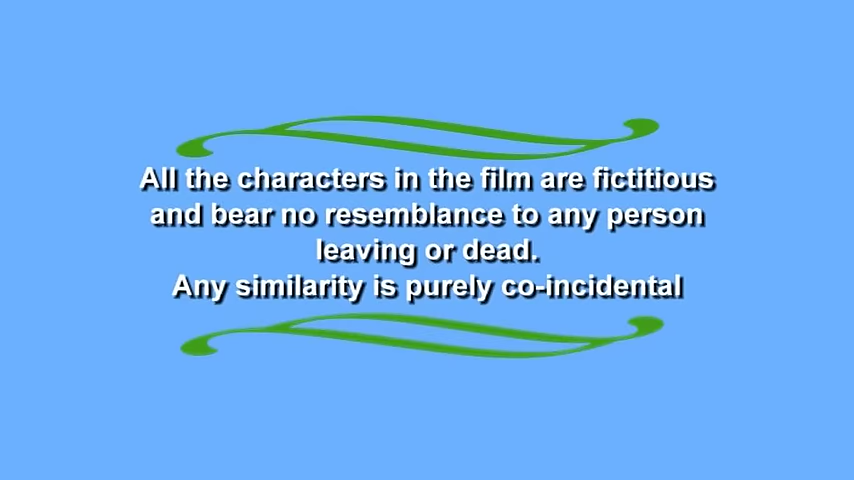 All the characters in the film are fictitious
and bear no resemblance to any person
leaving or dead.
Any similarity is purely co-incidental